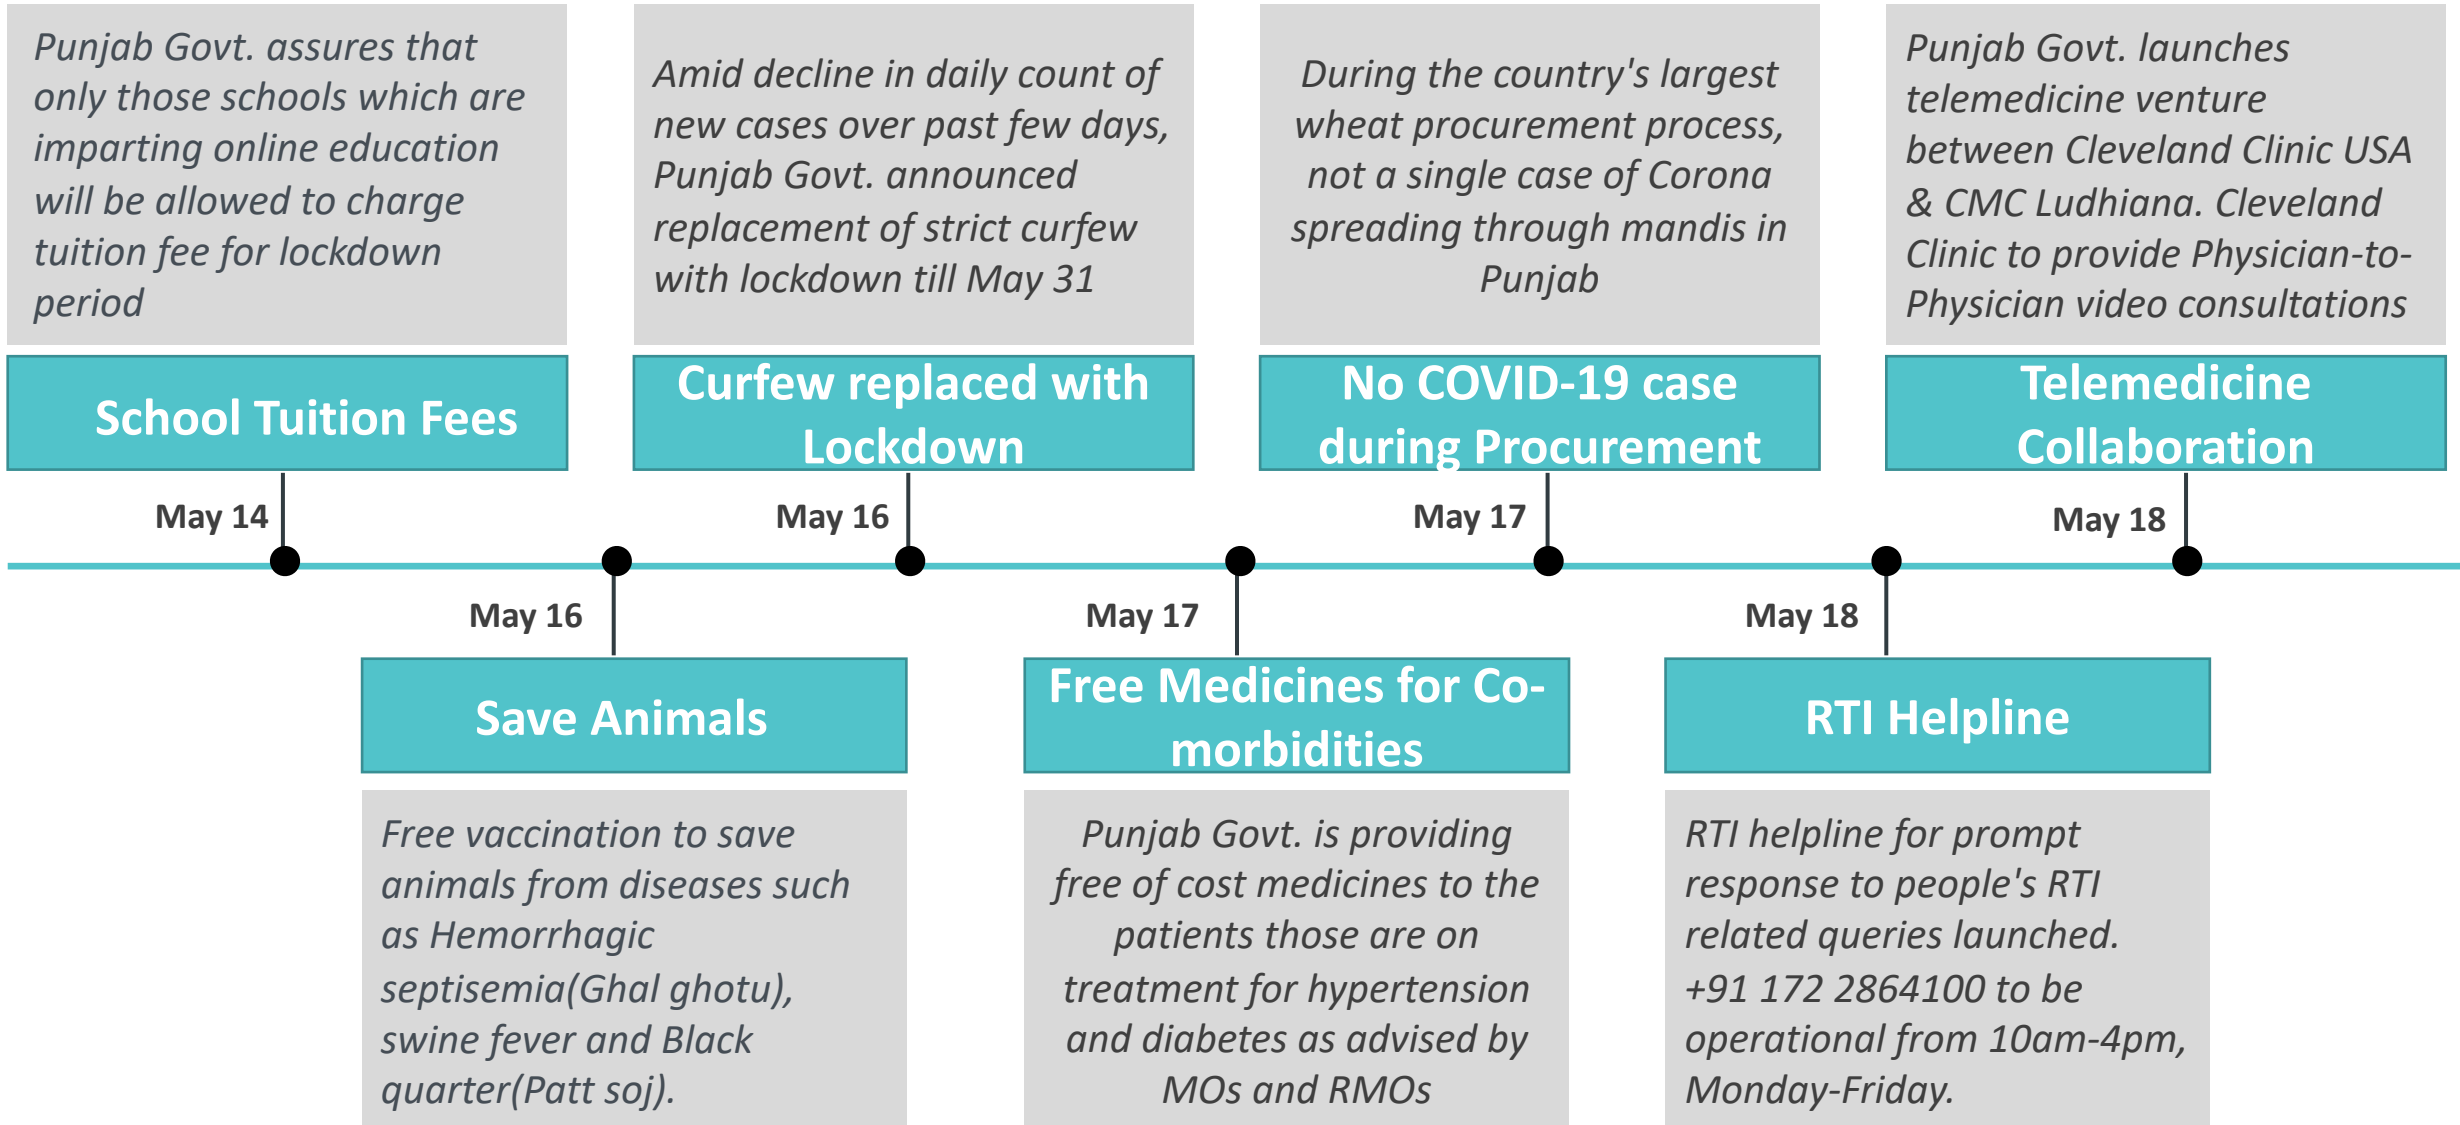 Punjab Govt. assures that
only those schools which are
imparting online education
will be allowed to charge
tuition fee for lockdown
period
School Tuition Fees
May 14
Amid decline in daily count of
new cases over past few days,
Punjab Govt. announced
replacement of strict curfew
with lockdown till May 31
Curfew replaced with
Lockdown
May 16
During the country's largest
wheat procurement process,
not a single case of Corona
spreading through mandis in
Punjab
No COVID-19 case
during Procurement
May 17
Punjab Govt. launches
telemedicine venture
between Cleveland Clinic USA
& CMC Ludhiana. Cleveland
Clinic to provide Physician-to-
Physician video consultations
Telemedicine
Collaboration
May 18
May 16
Save Animals
Free vaccination to save
animals from diseases such
as Hemorrhagic
septisemia(Ghal ghotu),
swine fever and Black
quarter(Patt soj).
May 17
Free Medicines for Co-
morbidities
Punjab Govt. is providing
free of cost medicines to the
patients those are on
treatment for hypertension
and diabetes as advised by
MOs and RMOs
May 18
RTI Helpline
RTI helpline for prompt
response to people's RTI
related queries launched.
+91 172 2864100 to be
operational from 10am-4pm,
Monday-Friday.